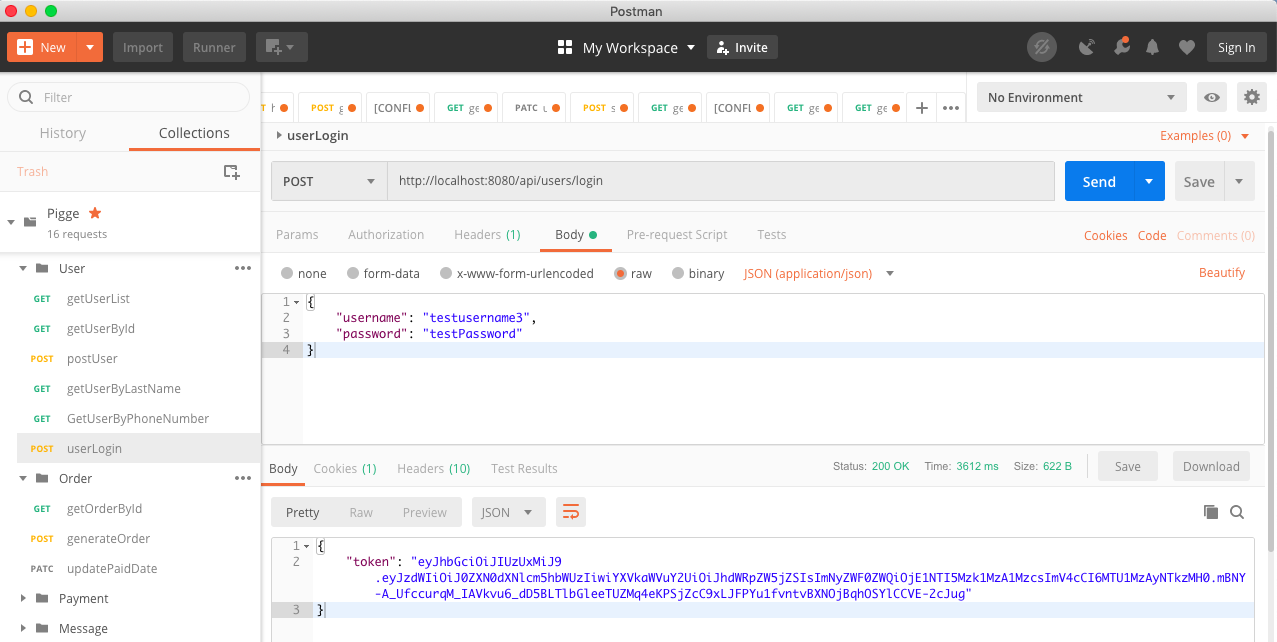 Postman
New Import Runner My Workspace Invite Sign In
Filter
History Collections
Trash
Pigge
16 requests
User
GET getUserList
GET getUserById
POST postUser
GET getUserByLastName
GET GetUserByPhoneNumber
POST userLogin
Order
GET getOrderById
POST generateOrder
PATC updatePaidDate
Payment
Message
POST [CONFL GET PATC POST GET [CONFL GET GET + •••
No Environment
userLogin Examples (0)
POST http://localhost:8080/api/users/login Send Save
Params Authorization Headers (1) Body Pre-request Script Tests Cookies Code Comments (0)
none form-data x-www-form-urlencoded raw binary JSON (application/json) Beautify
1 {
2 "username": "testusername3",
3 "password": "testPassword"
4 }
Body Cookies (1) Headers (10) Test Results Status: 200 OK Time: 3612 ms Size: 622 B Save Download
Pretty Raw Preview JSON
1 {
2 "token": "eyJhbGciOiJIUzUxMiJ9
.eyJzdWIiOiJ0ZXN0dXNlcm5hbWUzIiwiYXVkaWVuY2UiOiJhdWRpZW5jZSIsImNyZWF0ZWQiOjE1NTI5Mzk1MzA1MzcsImV4cCI6MTU1MzAyNTkzMH0.mBNY
-A_UfccurqM_IAVkvu6_dD5BLTlbGleeTUZMq4eKPSjZcC9xLJFPYu1fvntvBXNOjBqhOSYlCCVE-2cJug"
3 }